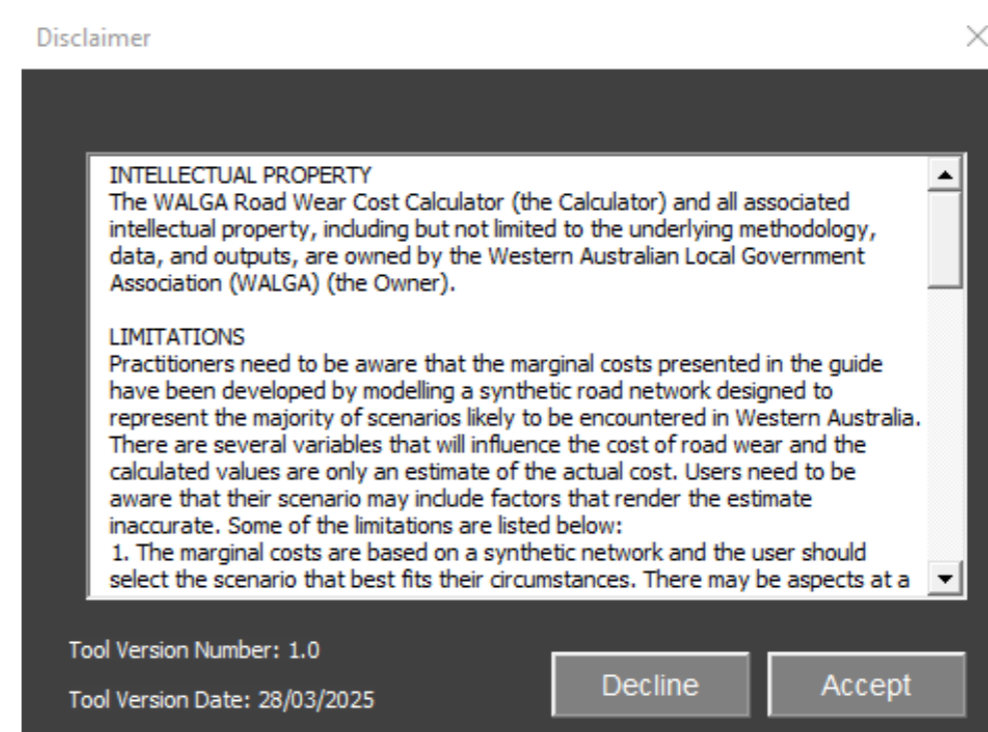 Disclaimer
INTELLECTUAL PROPERTY
The WALGA Road Wear Cost Calculator (the Calculator) and all associated
intellectual property, including but not limited to the underlying methodology,
data, and outputs, are owned by the Western Australian Local Government
Association (WALGA) (the Owner).
LIMITATIONS
Practitioners need to be aware that the marginal costs presented in the guide
have been developed by modelling a synthetic road network designed to
represent the majority of scenarios likely to be encountered in Western Australia.
There are several variables that will influence the cost of road wear and the
calculated values are only an estimate of the actual cost. Users need to be
aware that their scenario may include factors that render the estimate
inaccurate. Some of the limitations are listed below:
1. The marginal costs are based on a synthetic network and the user should
select the scenario that best fits their circumstances. There may be aspects at a
Tool Version Number: 1.0
Tool Version Date: 28/03/2025
Decline
Accept